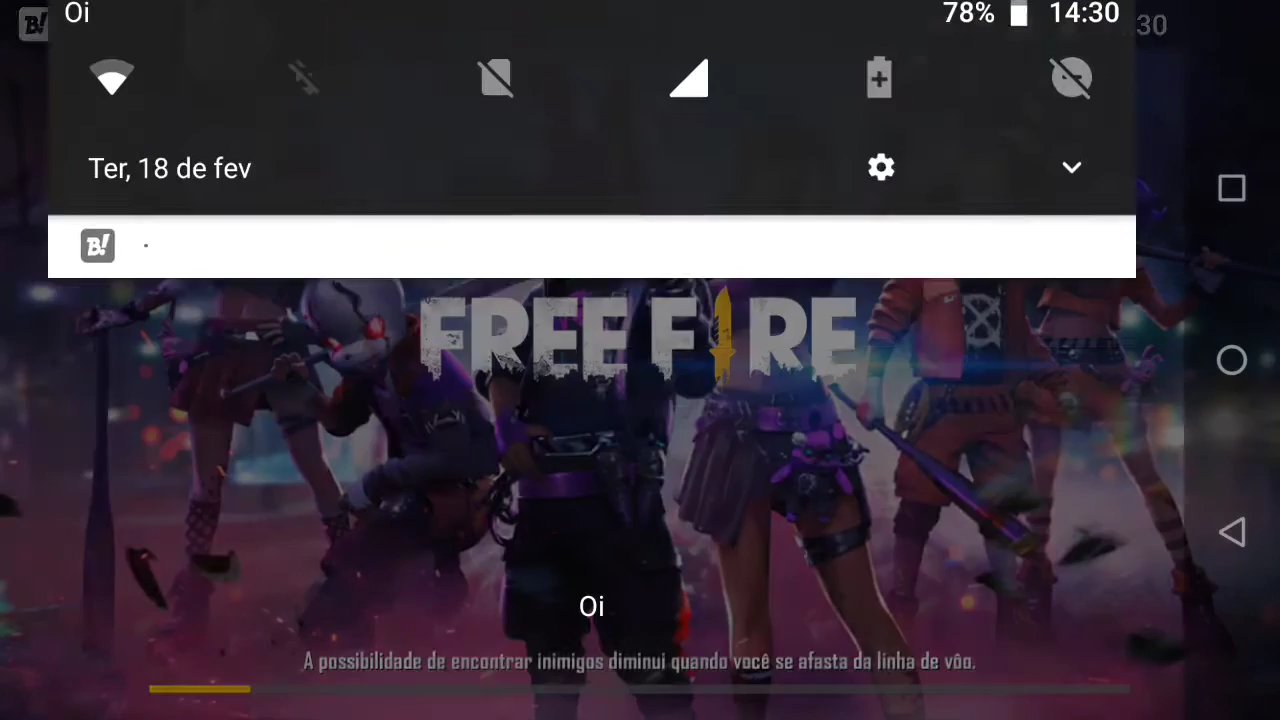 Oi
78%
14:30
30
Ter, 18 de fev
B!
B!
FREE FIRE
Oi
A possibilidade de encontrar inimigos diminui quando você se afasta da linha de vôo.